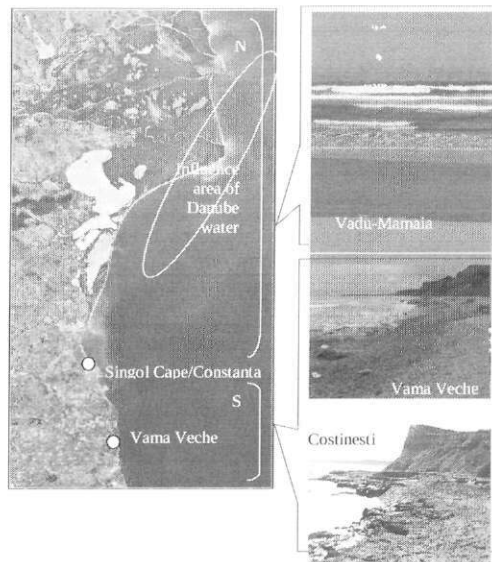 N
Influence
area of
Danube
water
Singol Cape/Constanta
S
Vama Veche
Vadu-Mamaia
Vama Veche
Costinesti